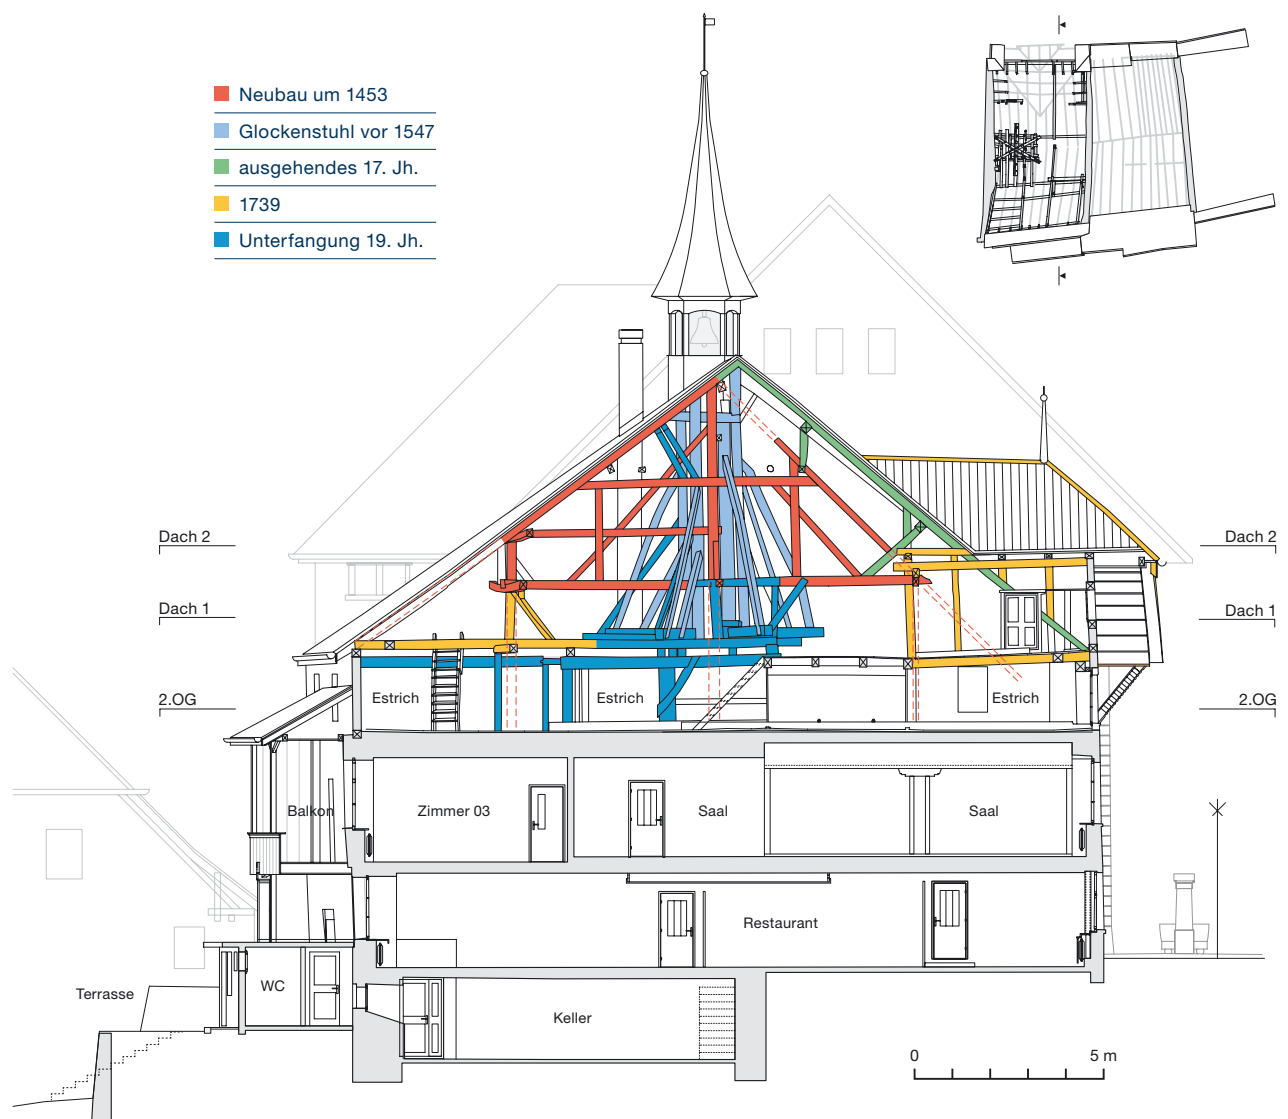 Neubau um 1453
Glockenstuhl vor 1547
ausgehendes 17. Jh.
1739
Unterfangung 19. Jh.
Dach 2
Dach 2
Dach 1
Dach 1
2.OG
2.OG
Estrich
Estrich
Estrich
Balkon
Zimmer 03
Saal
Saal
Restaurant
Terrasse
WC
Keller
0
5 m